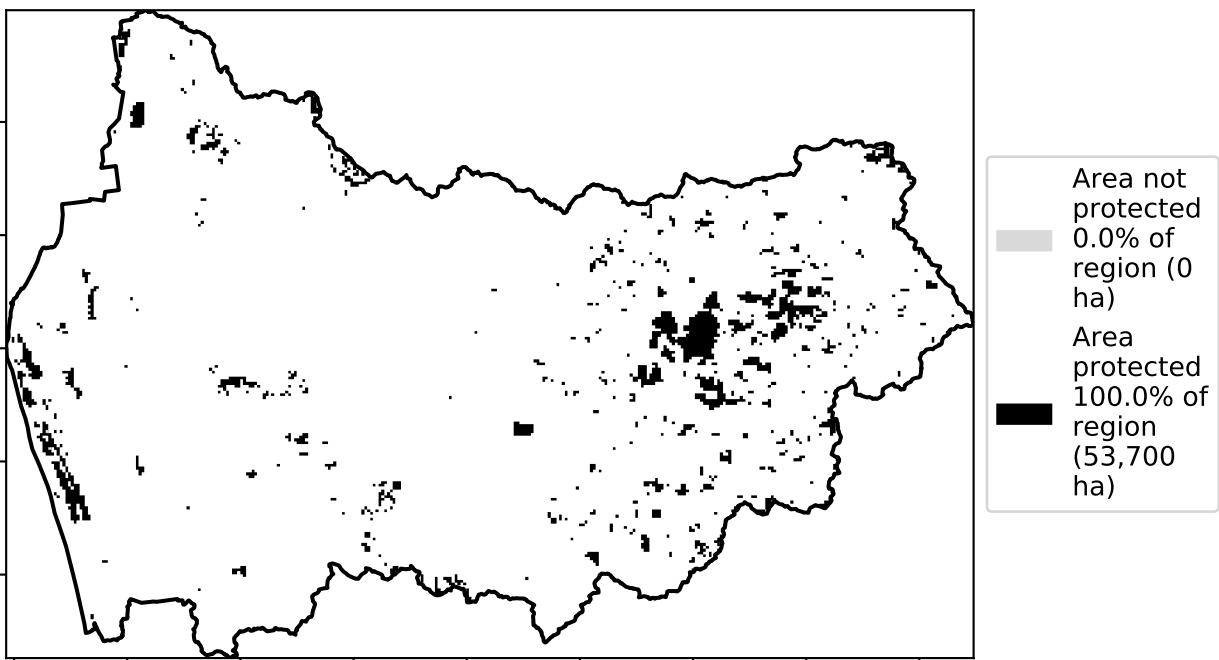 Area not
protected
0.0% of
region (0
ha)
Area
protected
100.0% of
region
(53,700
ha)